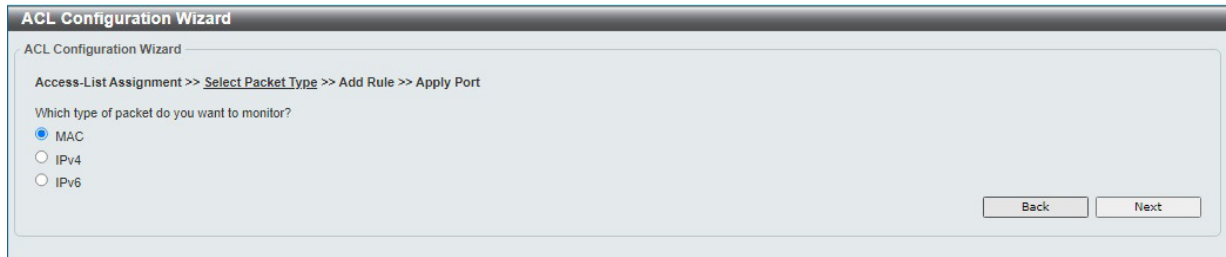 ACL Configuration Wizard
ACL Configuration Wizard
Access-List Assignment >> Select Packet Type >> Add Rule >> Apply Port
Which type of packet do you want to monitor?
MAC
IPv4
IPv6
Back Next